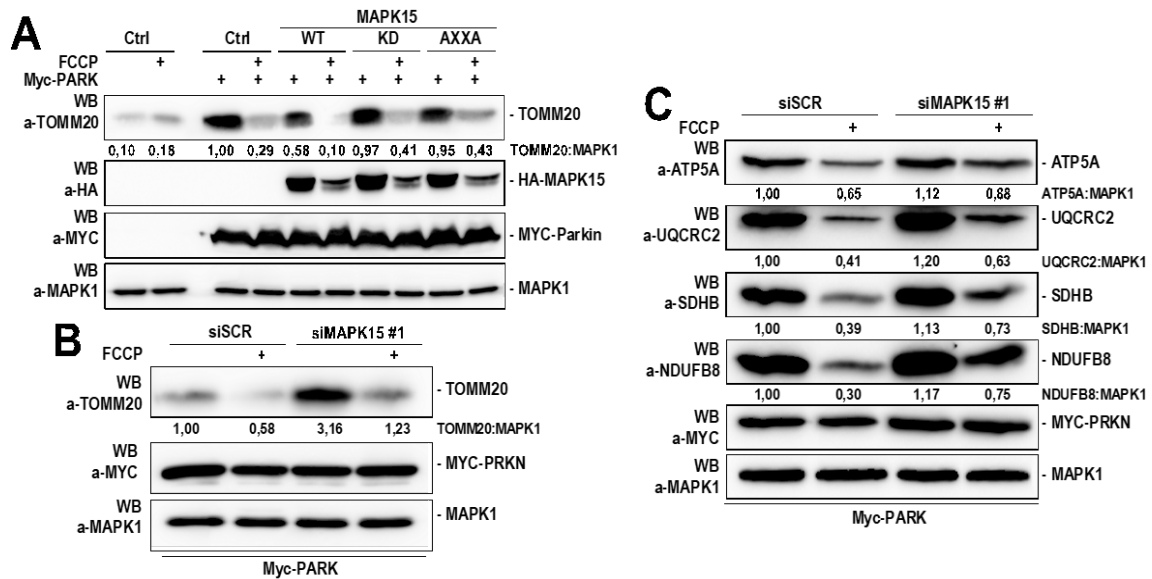 A
MAPK15
Ctrl Ctrl WT KD AXXA
FCCP + + + + +
Myc-PARK + + + + + + + +
WB
a-TOMM20
- TOMM20
0,10 0,18 1,00 0,29 0,58 0,10 0,97 0,41 0,95 0,43 TOMM20:MAPK1
WB
a-HA
- HA-MAPK15
WB
a-MYC
- MYC-Parkin
WB
a-MAPK1
- MAPK1
B
siSCR siMAPK15 #1
FCCP + +
WB
a-TOMM20
- TOMM20
1,00 0,58 3,16 1,23 TOMM20:MAPK1
WB
a-MYC
- MYC-PRKN
WB
a-MAPK1
- MAPK1
Myc-PARK
C
siSCR siMAPK15 #1
FCCP + +
WB
a-ATP5A
- ATP5A
1,00 0,65 1,12 0,88 ATP5A:MAPK1
WB
a-UQCRC2
- UQCRC2
1,00 0,41 1,20 0,63 UQCRC2:MAPK1
WB
a-SDHB
- SDHB
1,00 0,39 1,13 0,73 SDHB:MAPK1
WB
a-NDUFB8
- NDUFB8
1,00 0,30 1,17 0,75 NDUFB8:MAPK1
WB
a-MYC
- MYC-PRKN
WB
a-MAPK1
- MAPK1
Myc-PARK